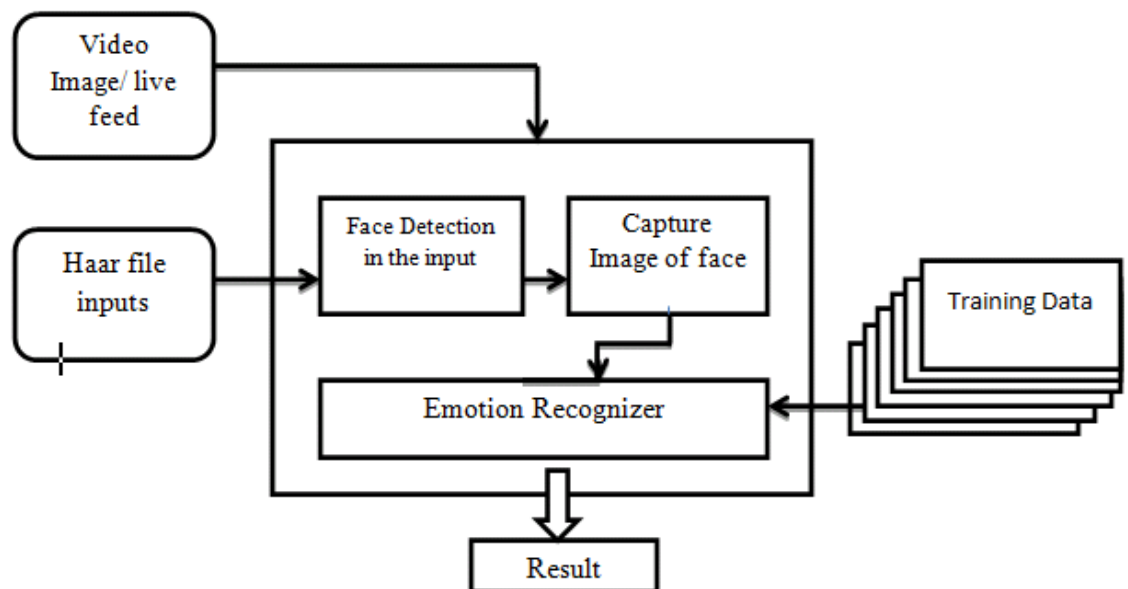 Video
Image/ live
feed
Haar file
inputs
Face Detection
in the input
Capture
Image of face
Training Data
Emotion Recognizer
Result